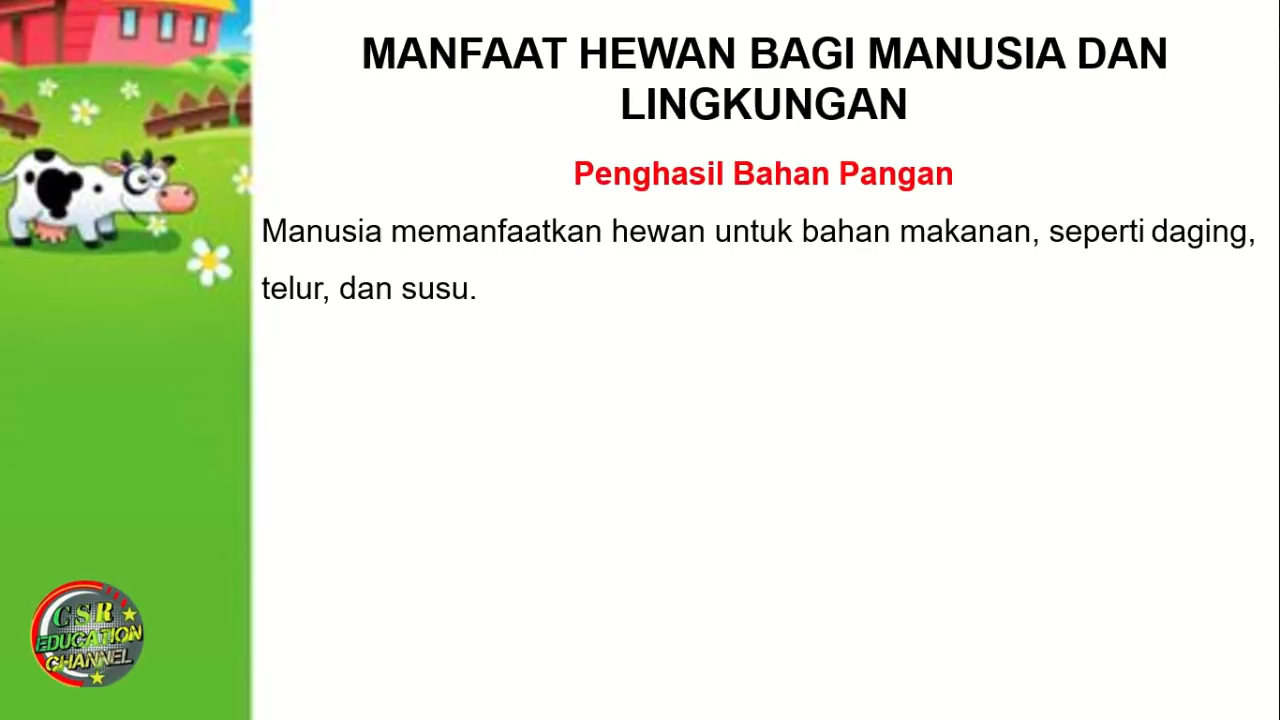 MANFAAT HEWAN BAGI MANUSIA DAN
LINGKUNGAN
Penghasil Bahan Pangan
Manusia memanfaatkan hewan untuk bahan makanan, seperti daging,
telur, dan susu.
CSR
EDUCATION
CHANNEL